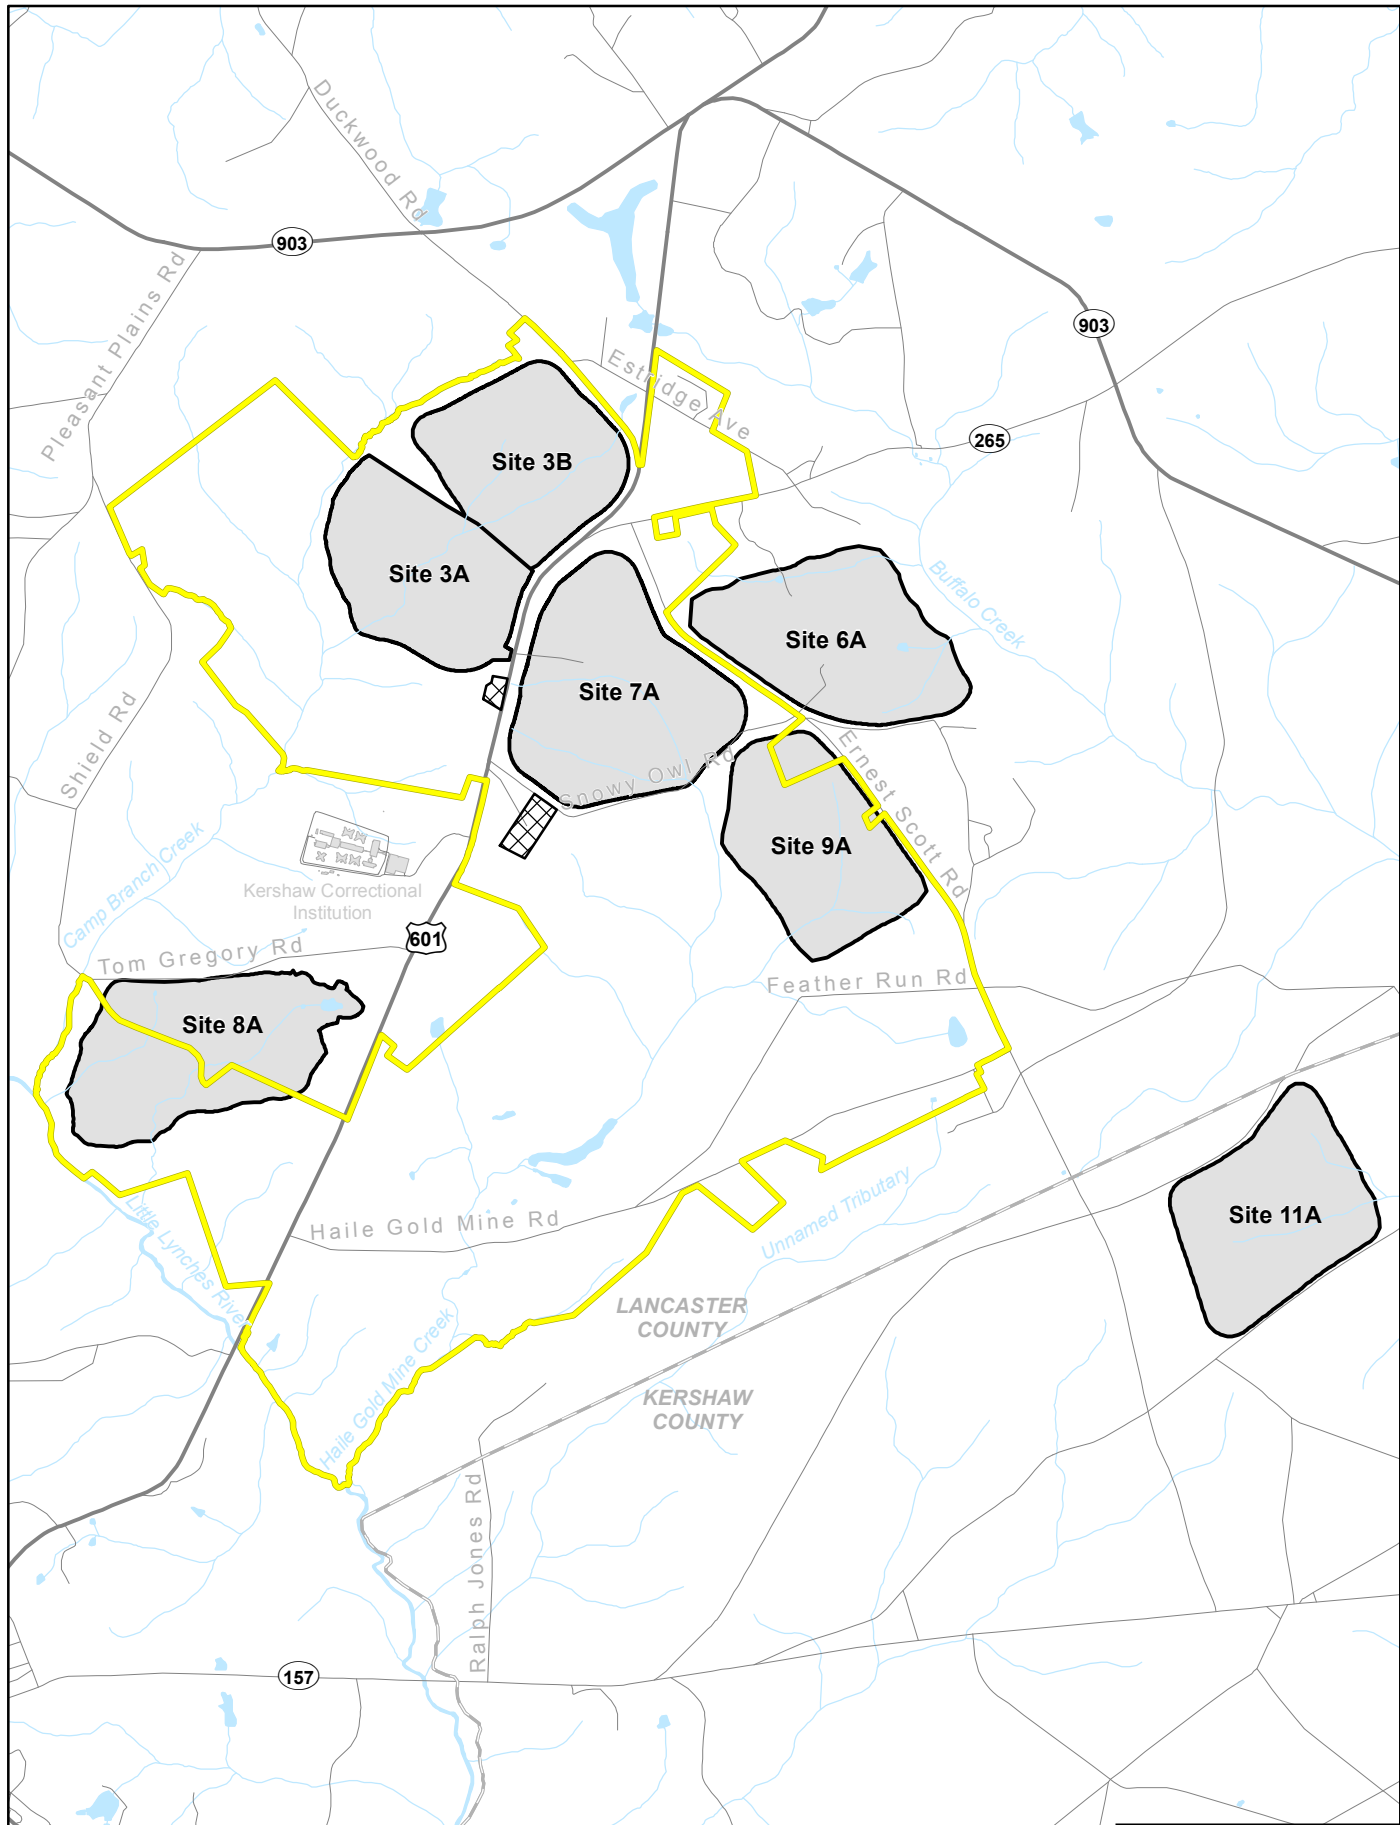 Duckwood Rd
903
Pleasant Plains Rd
903
Estridge Ave
265
Site 3B
Site 3A
Buffalo Creek
Site 6A
Site 7A
Shield Rd
Snowy Owl Rd
Ernest Scott Rd
Site 9A
Camp Branch Creek
Kershaw Correctional
Institution
601
Tom Gregory Rd
Feather Run Rd
Site 8A
Site 11A
Unnamed Tributary
Haile Gold Mine Rd
Little Lynches River
LANCASTER
COUNTY
Haile Gold Mine Creek
KERSHAW
COUNTY
Ralph Jones Rd
157